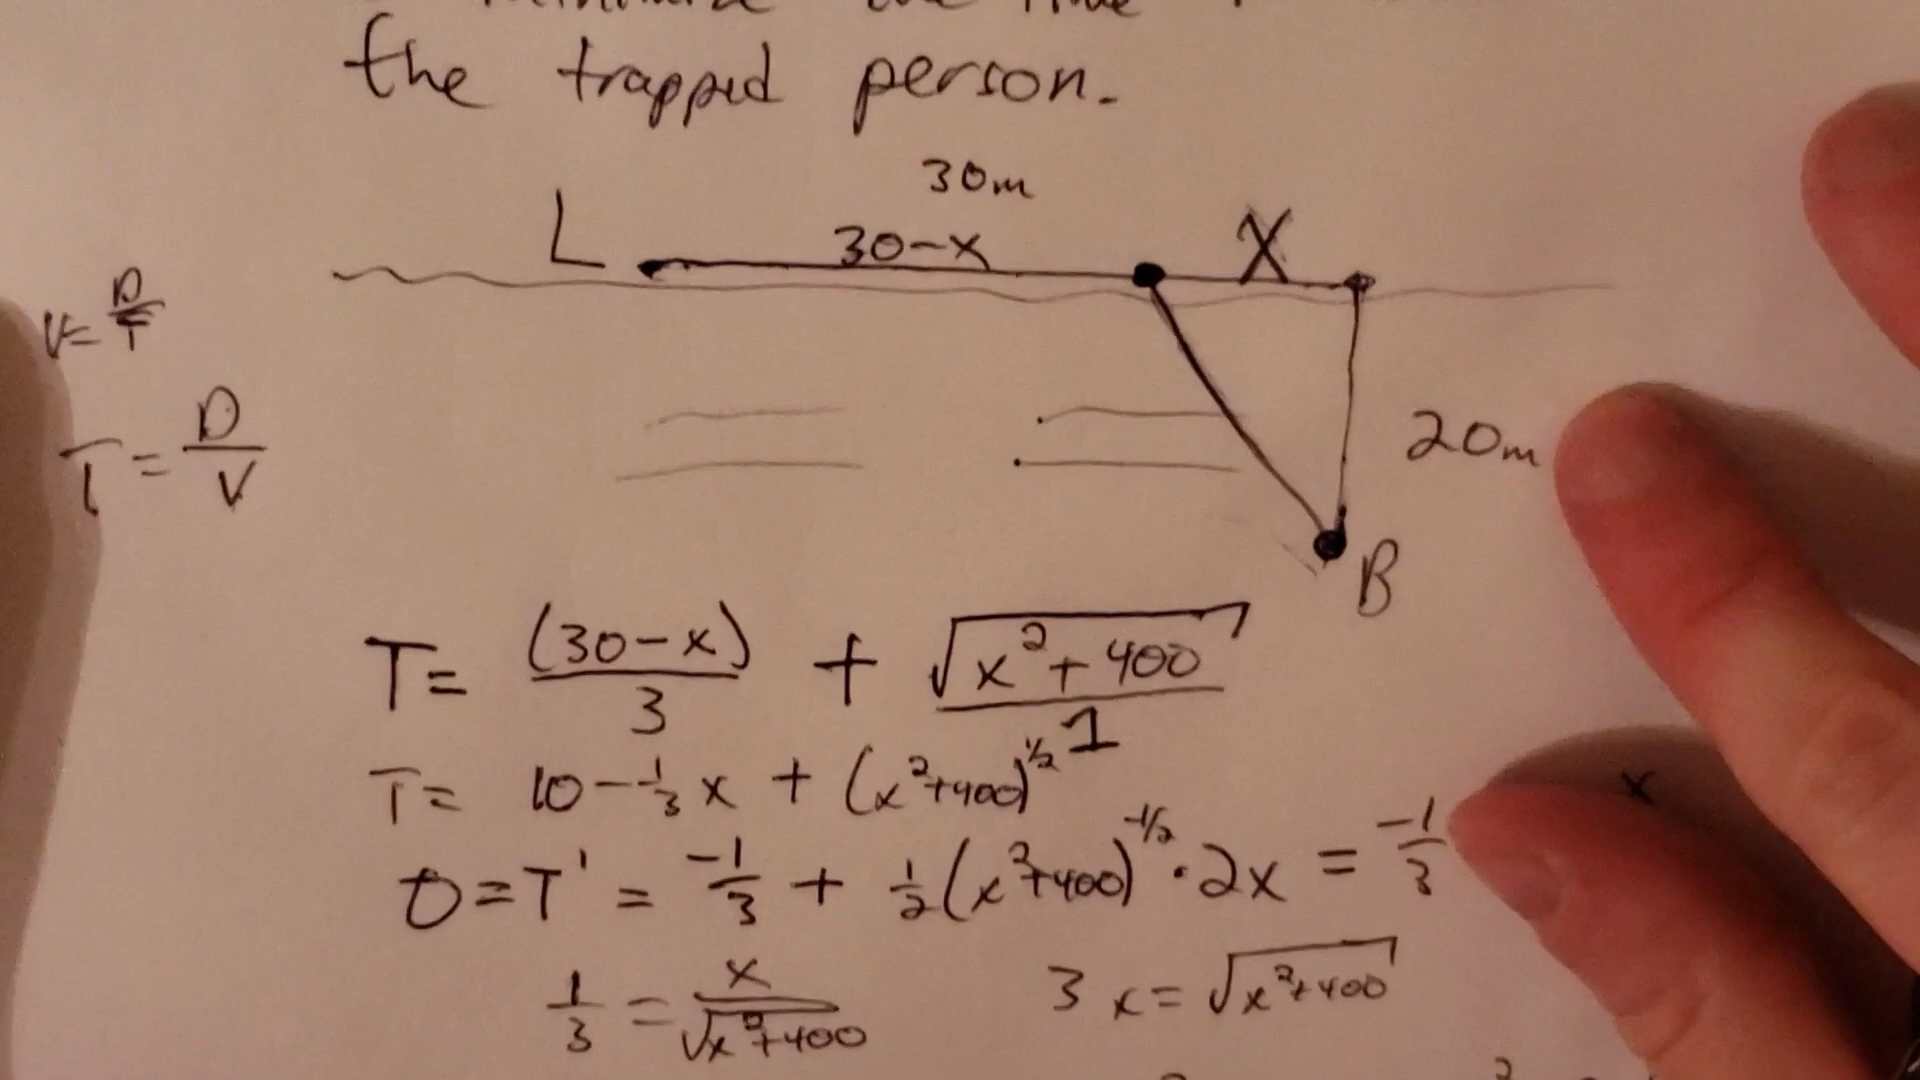 the trapped person.
30m
L 30-x X
V = D/T
T = D/V
20m
B
T = (30-x)/3 + √(x²+400)/1
T = 10 - 1/3 x + (x²+400)^1/2
0 = T' = -1/3 + 1/2 (x²+400)^-1/2 · 2x = -1/3
x
1/3 = x/√(x²+400) 3x = √(x²+400)